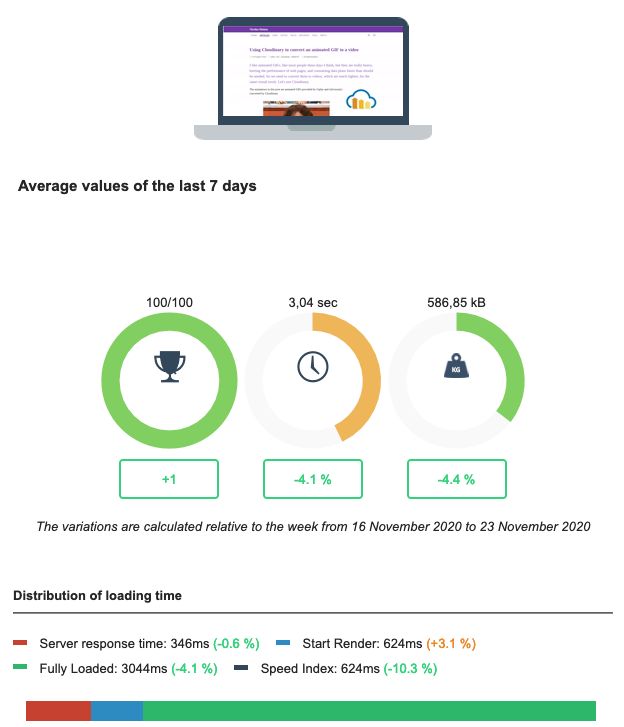 Using Cloudinary to convert an animated GIF to a video
Average values of the last 7 days
100/100
3,04 sec
586,85 kB
KG
+1
-4.1 %
-4.4 %
The variations are calculated relative to the week from 16 November 2020 to 23 November 2020
Distribution of loading time
Server response time: 346ms (-0.6 %)
Start Render: 624ms (+3.1 %)
Fully Loaded: 3044ms (-4.1 %)
Speed Index: 624ms (-10.3 %)